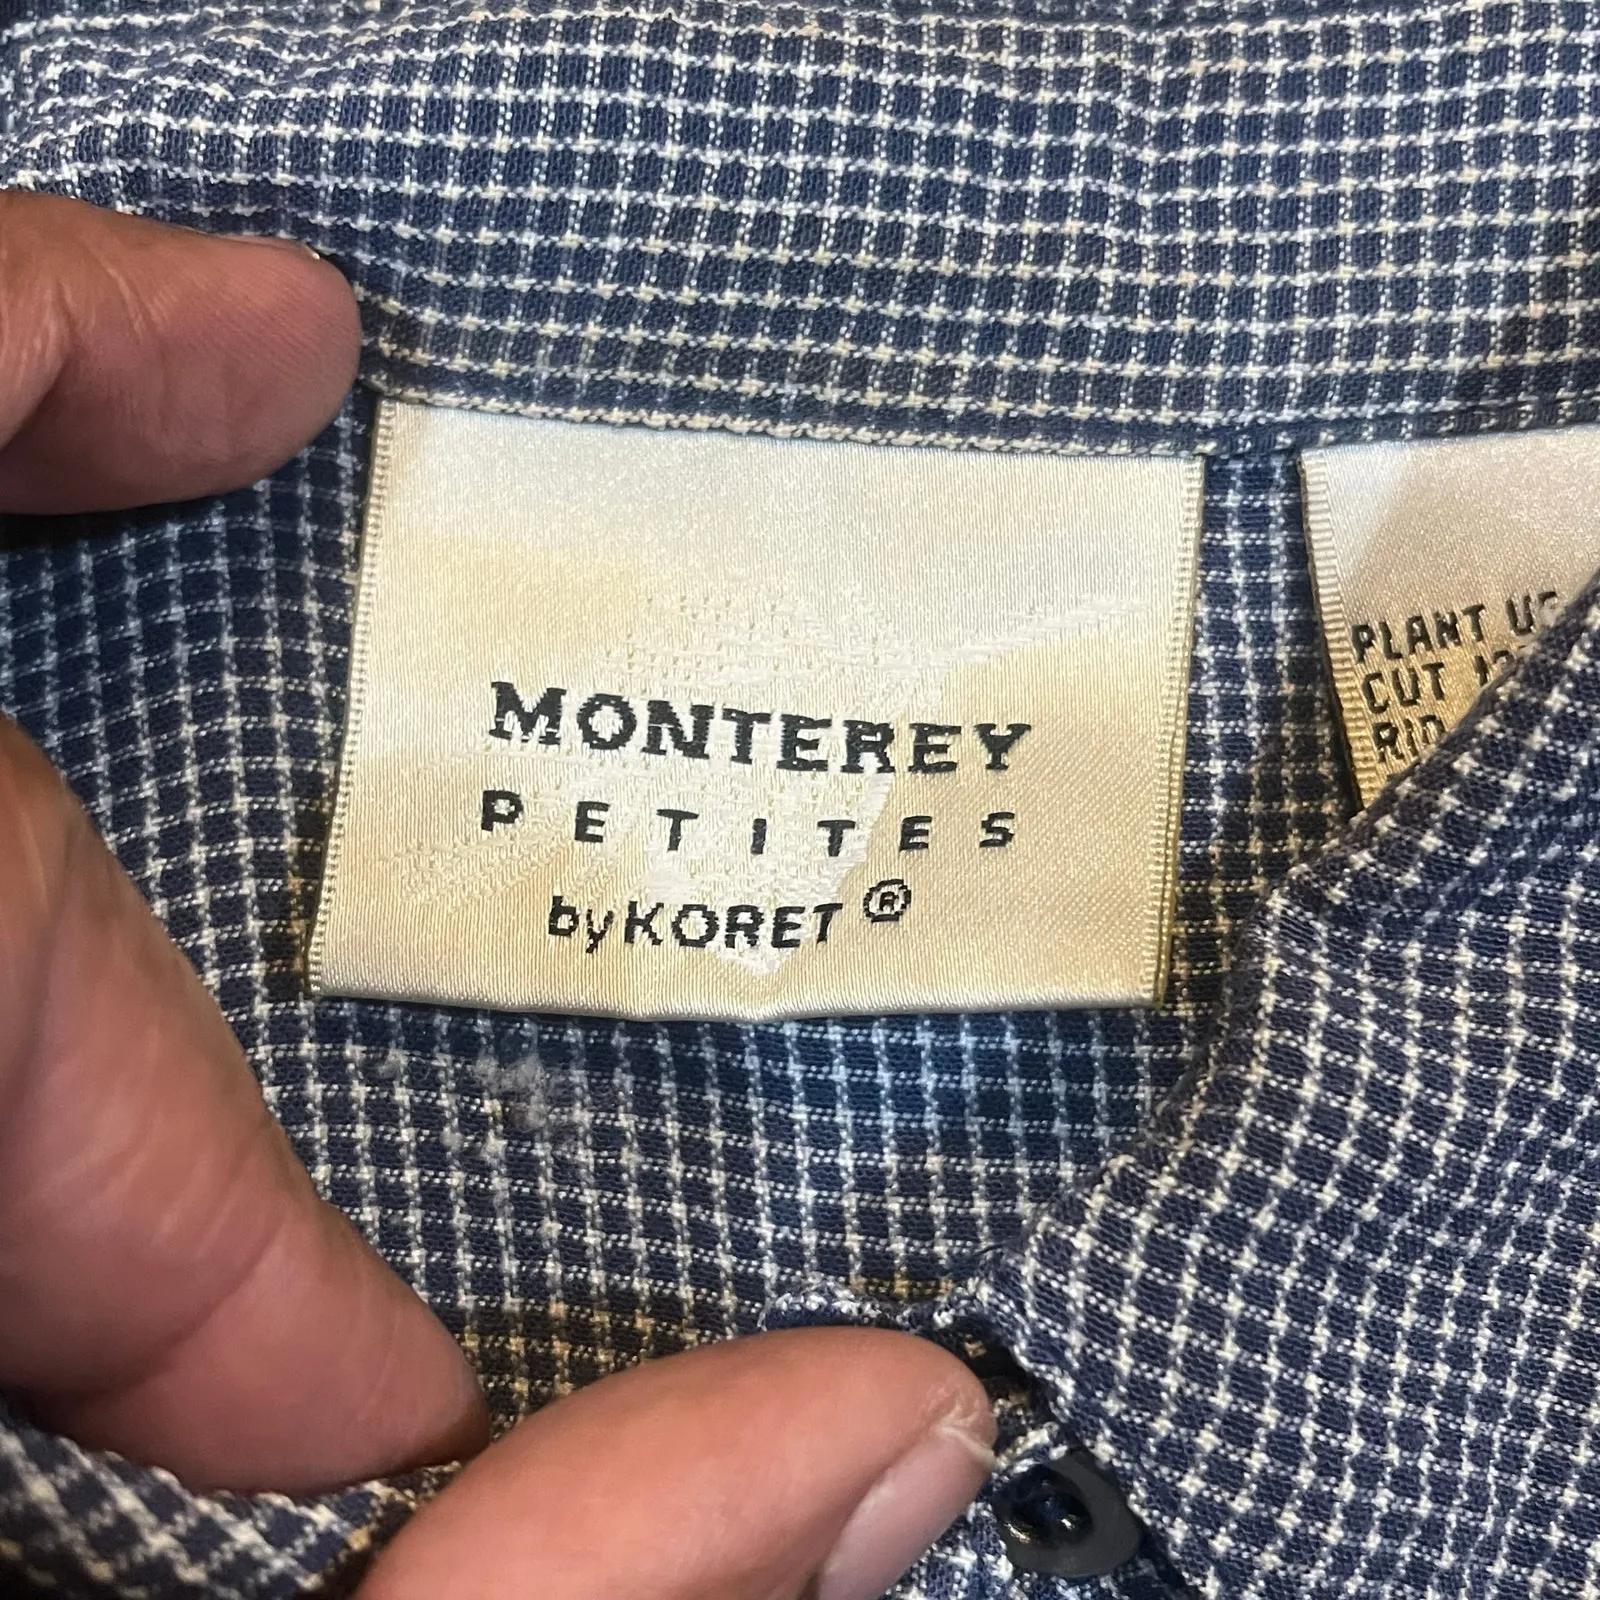 MONTEREY
PETITES
by KORET ®
PLANT
CUT